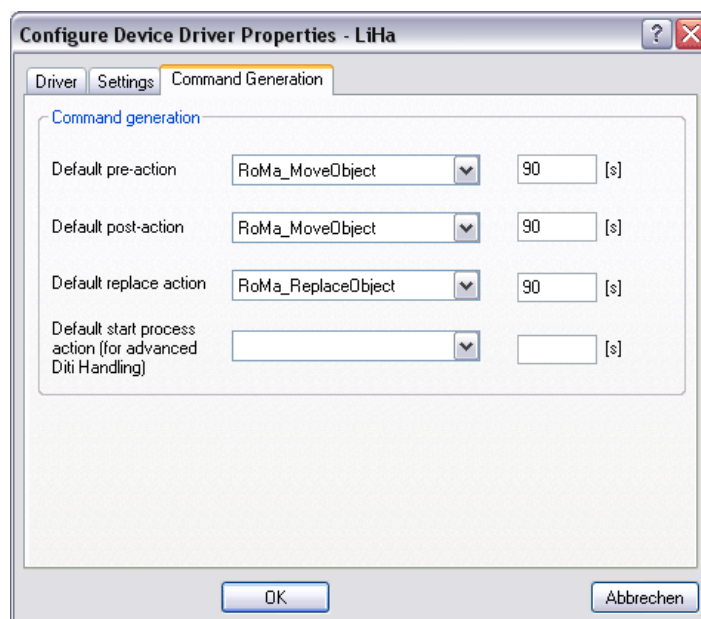 Configure Device Driver Properties - LiHa
Driver
Settings
Command Generation
Command generation
Default pre-action
RoMa_MoveObject
90
[s]
Default post-action
RoMa_MoveObject
90
[s]
Default replace action
RoMa_ReplaceObject
90
[s]
Default start process
action (for advanced
Diti Handling)
[s]
OK
Abbrechen